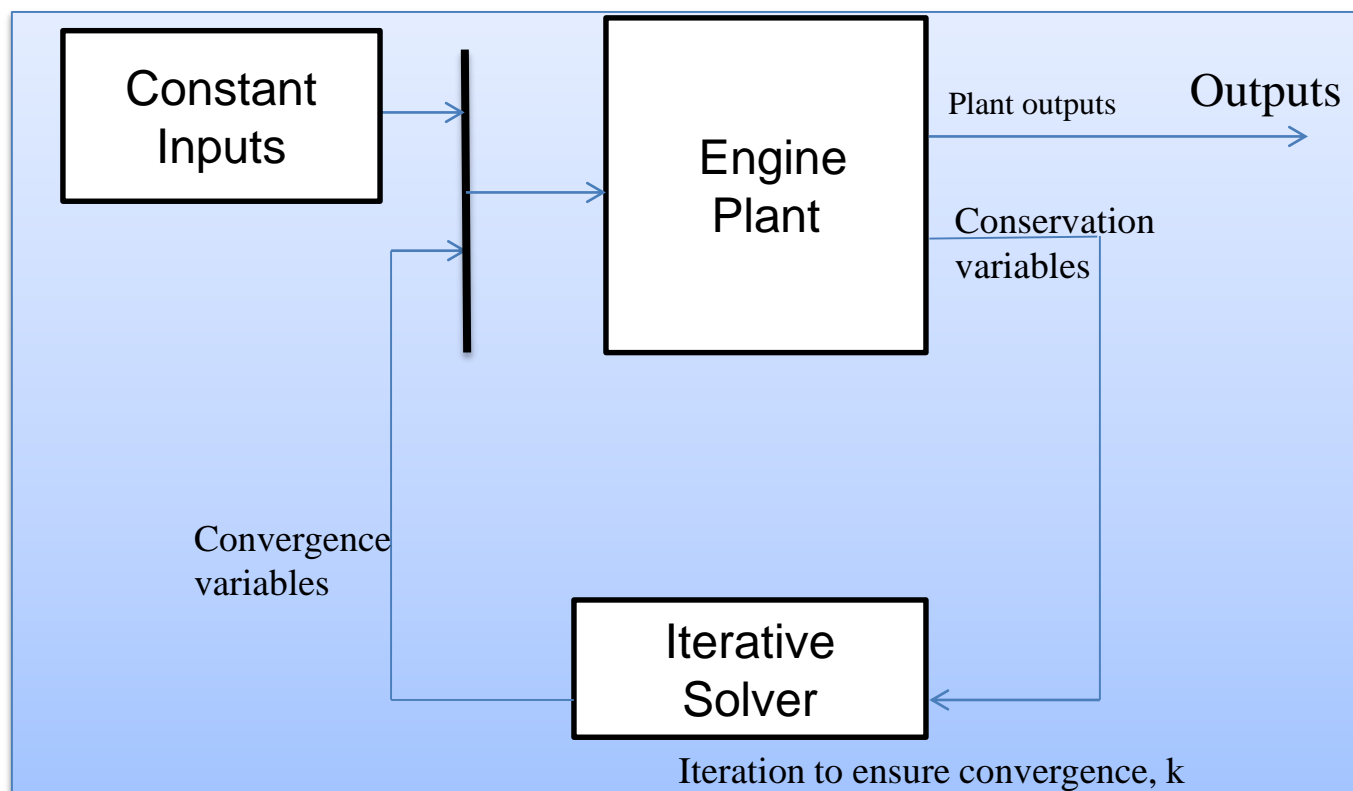 Constant
Inputs
Engine
Plant
Plant outputs
Outputs
Conservation
variables
Convergence
variables
Iterative
Solver
Iteration to ensure convergence, k